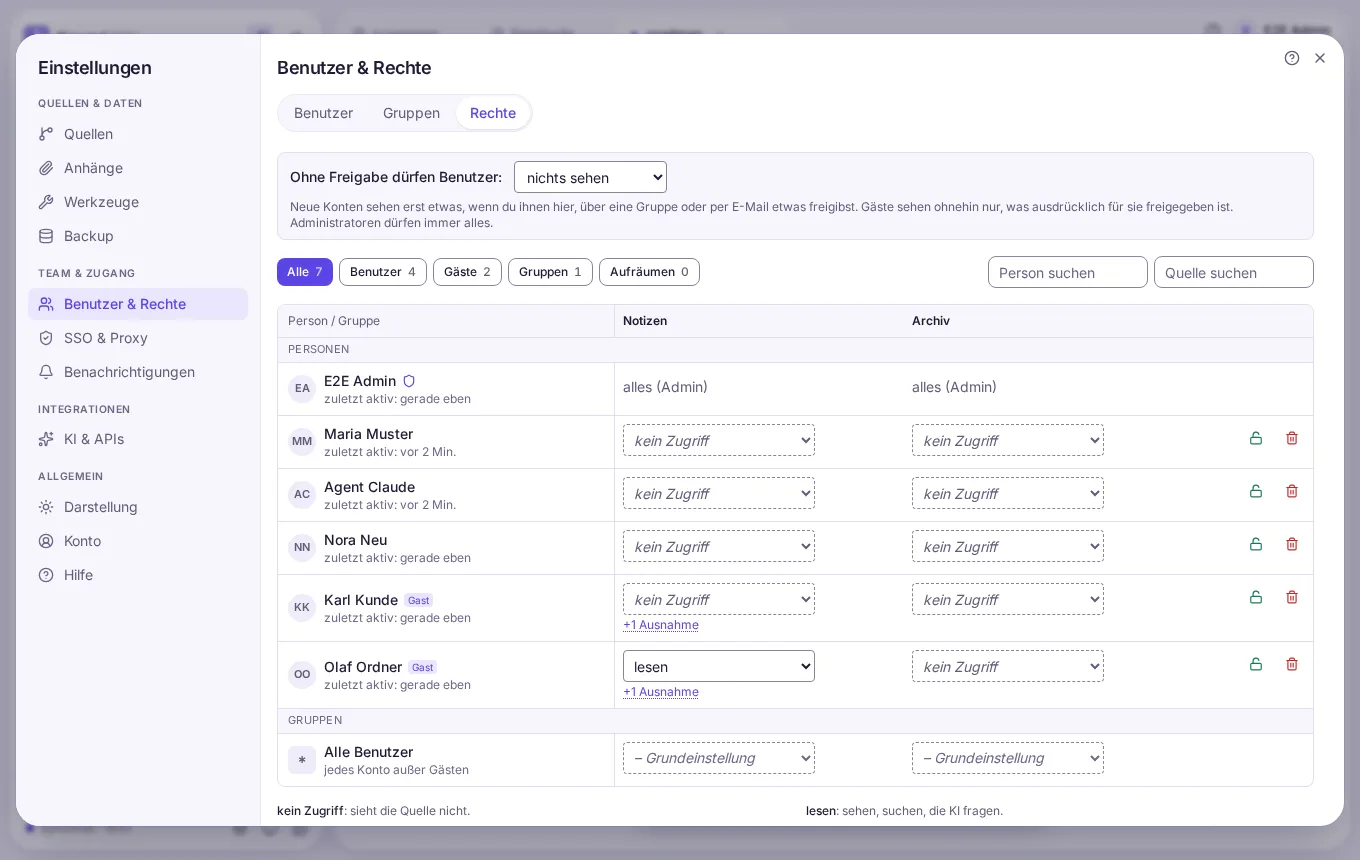 Einstellungen
QUELLEN & DATEN
Quellen
Anhänge
Werkzeuge
Backup
TEAM & ZUGANG
Benutzer & Rechte
SSO & Proxy
Benachrichtigungen
INTEGRATIONEN
KI & APIs
ALLGEMEIN
Darstellung
Konto
Hilfe
Benutzer & Rechte
Benutzer Gruppen Rechte
Ohne Freigabe dürfen Benutzer: nichts sehen
Neue Konten sehen erst etwas, wenn du ihnen hier, über eine Gruppe oder per E-Mail etwas freigibst. Gäste sehen ohnehin nur, was ausdrücklich für sie freigegeben ist.
Administratoren dürfen immer alles.
Alle 7 Benutzer 4 Gäste 2 Gruppen 1 Aufräumen 0 Person suchen Quelle suchen
Person / Gruppe Notizen Archiv
PERSONEN
EA E2E Admin alles (Admin) alles (Admin)
zuletzt aktiv: gerade eben
MM Maria Muster kein Zugriff kein Zugriff
zuletzt aktiv: vor 2 Min.
AC Agent Claude kein Zugriff kein Zugriff
zuletzt aktiv: vor 2 Min.
NN Nora Neu kein Zugriff kein Zugriff
zuletzt aktiv: gerade eben
KK Karl Kunde Gast kein Zugriff kein Zugriff
zuletzt aktiv: gerade eben +1 Ausnahme
OO Olaf Ordner Gast lesen kein Zugriff
zuletzt aktiv: gerade eben +1 Ausnahme
GRUPPEN
* Alle Benutzer – Grundeinstellung – Grundeinstellung
jedes Konto außer Gästen
kein Zugriff: sieht die Quelle nicht. lesen: sehen, suchen, die KI fragen.